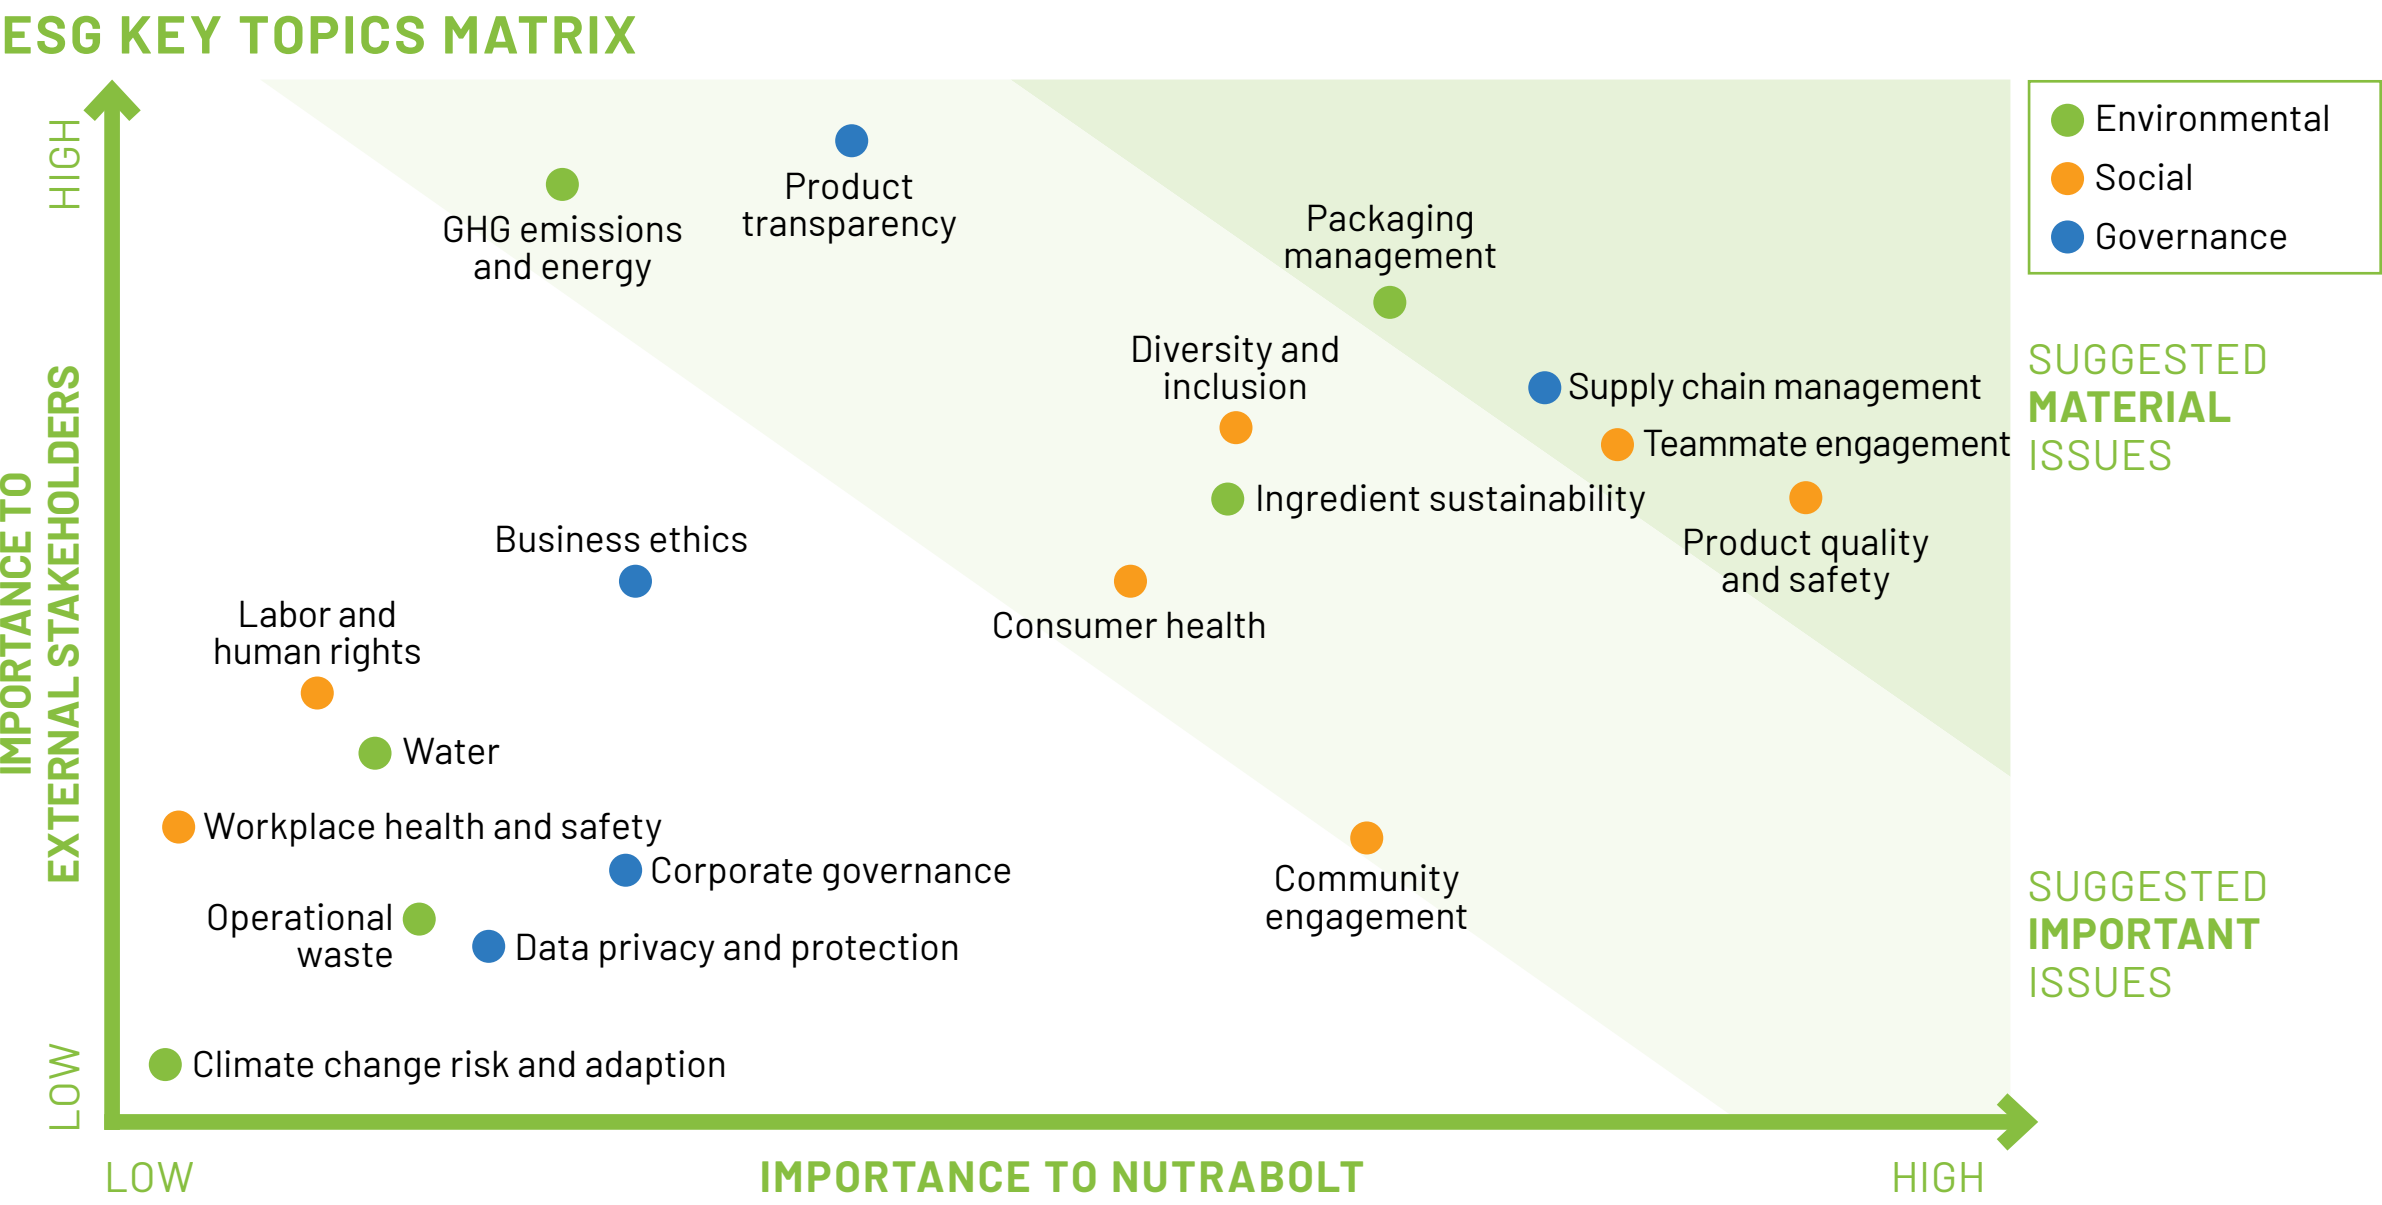 ESG KEY TOPICS MATRIX
HIGH
IMPORTANCE TO
EXTERNAL STAKEHOLDERS
LOW
Product
transparency
GHG emissions
and energy
Packaging
management
Diversity and
inclusion
Supply chain management
Teammate engagement
Ingredient sustainability
Product quality
and safety
Business ethics
Consumer health
Labor and
human rights
Water
Workplace health and safety
Corporate governance
Community
engagement
Operational
waste
Data privacy and protection
Climate change risk and adaption
LOW
IMPORTANCE TO NUTRABOLT
HIGH
Environmental
Social
Governance
SUGGESTED
MATERIAL
ISSUES
SUGGESTED
IMPORTANT
ISSUES